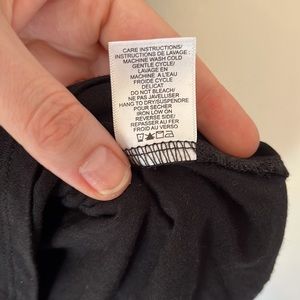 CARE INSTRUCTIONS/
INSTRUCTIONS DE LAVAGE :
MACHINE WASH COLD
GENTLE CYCLE/
LAVAGE EN
MACHINE À L'EAU
FROIDE CYCLE
DELICAT
DO NOT BLEACH/
NE PAS JAVELLISER
HANG TO DRY/SUSPENDRE
POUR SECHER
IRON LOW ON
REVERSE SIDE/
REPASSER AU FER
FROID AU VERSO